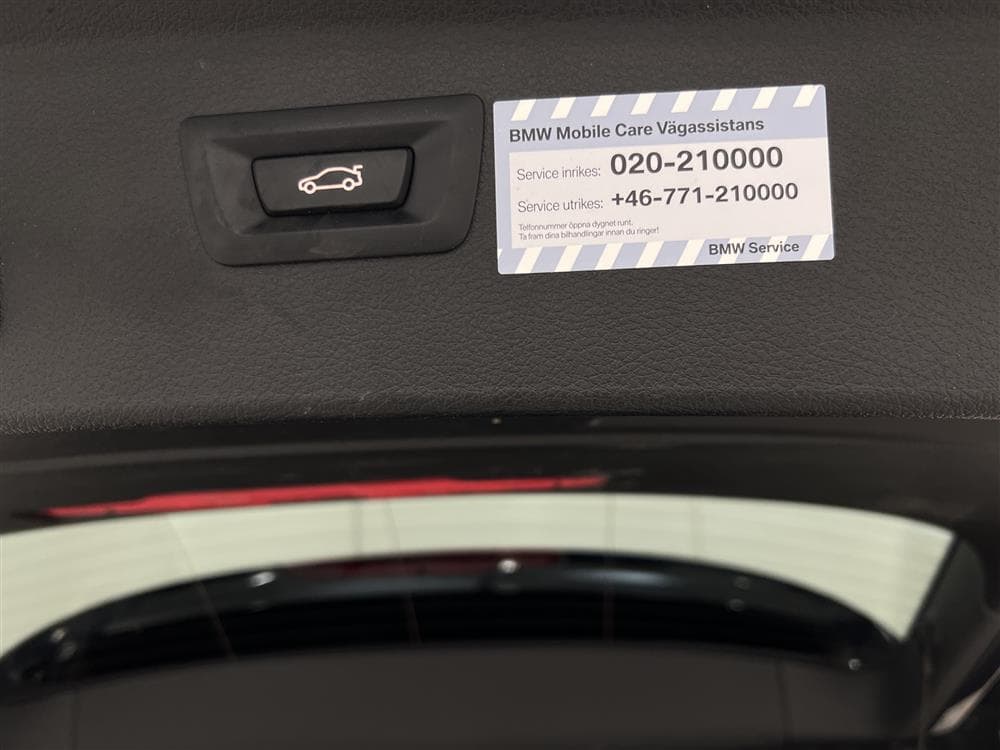 BMW Mobile Care Vägassistans
Service inrikes: 020-210000
Service utrikes: +46-771-210000
Telfonnummer öppna dygnet runt.
Ta fram dina bilhandlingar innan du ringer!
BMW Service